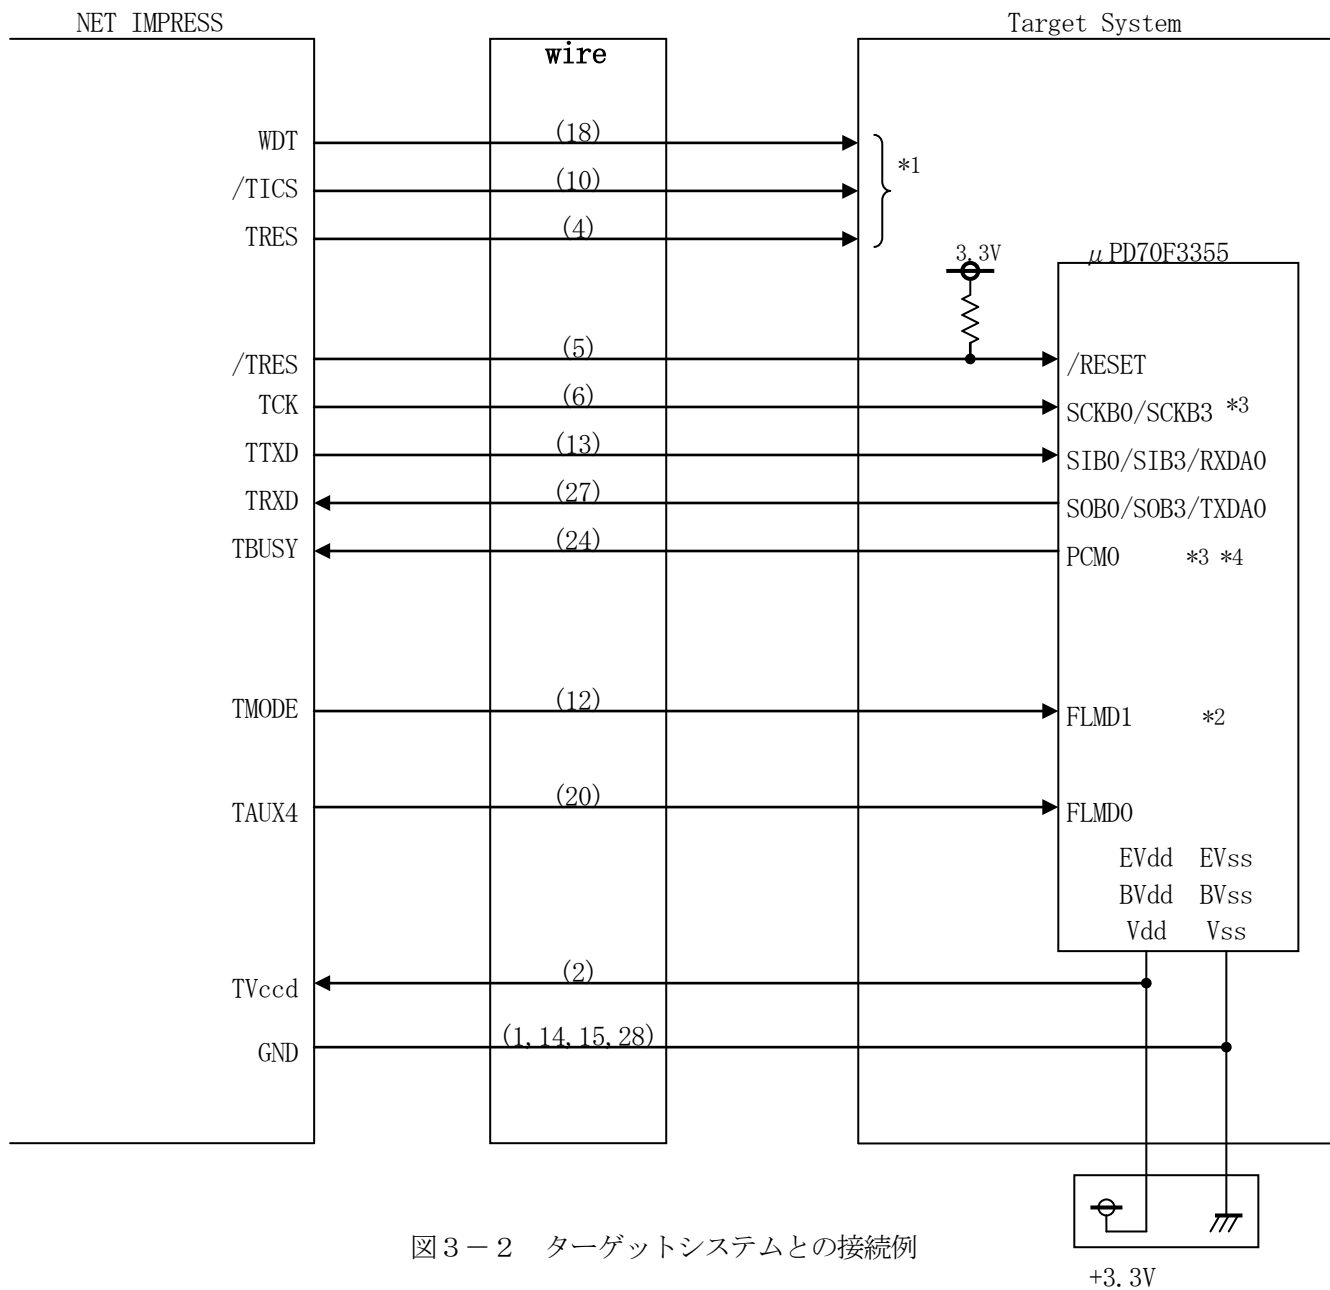 NET IMPRESS
Target System
wire
WDT (18)
*1
/TICS (10)
TRES (4)
3.3V
μPD70F3355
/TRES (5) /RESET
TCK (6) SCKB0/SCKB3 *3
TTXD (13) SIB0/SIB3/RXDA0
TRXD (27) SOB0/SOB3/TXDA0
TBUSY (24) PCM0 *3 *4
TMODE (12) FLMD1 *2
TAUX4 (20) FLMD0
EVdd EVss
BVdd BVss
Vdd Vss
TVccd (2)
GND (1,14,15,28)
図3-2 ターゲットシステムとの接続例
+3.3V